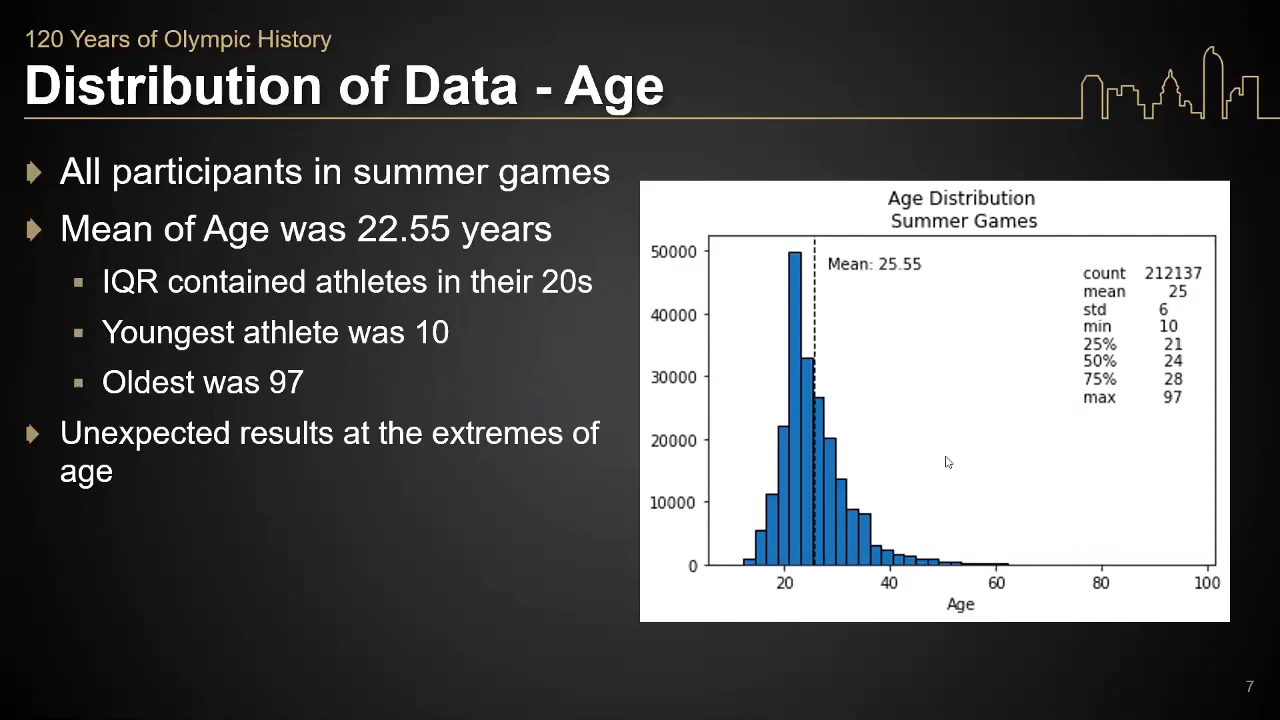 120 Years of Olympic History
Distribution of Data - Age
All participants in summer games
Mean of Age was 22.55 years
IQR contained athletes in their 20s
Youngest athlete was 10
Oldest was 97
Unexpected results at the extremes of
age
Age Distribution
Summer Games
Mean: 25.55
count 212137
mean 25
std 6
min 10
25% 21
50% 24
75% 28
max 97
50000
40000
30000
20000
10000
0
20 40 60 80 100
Age
7